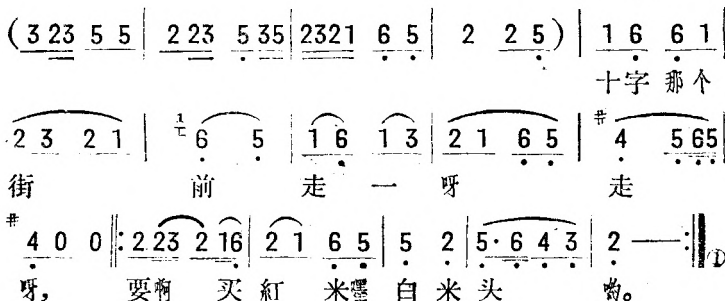 (3 23 5 5 | 2 23 5 35 | 2321 6 5 | 2 2 5) | 1 6 6 1 |
十字那个
2 3 2 1 | 6 5 | 1 6 1 3 | 2 1 6 5 | #4 5 65 |
街 前 走 一 呀 走
#4 0 0 ‖: 2 23 2 16 | 2 1 6 5 | 5 2 | 5· 6 4 3 | 2 — :‖ ①
呀, 要啊 买 紅 米嘿 白 米 头 哟。